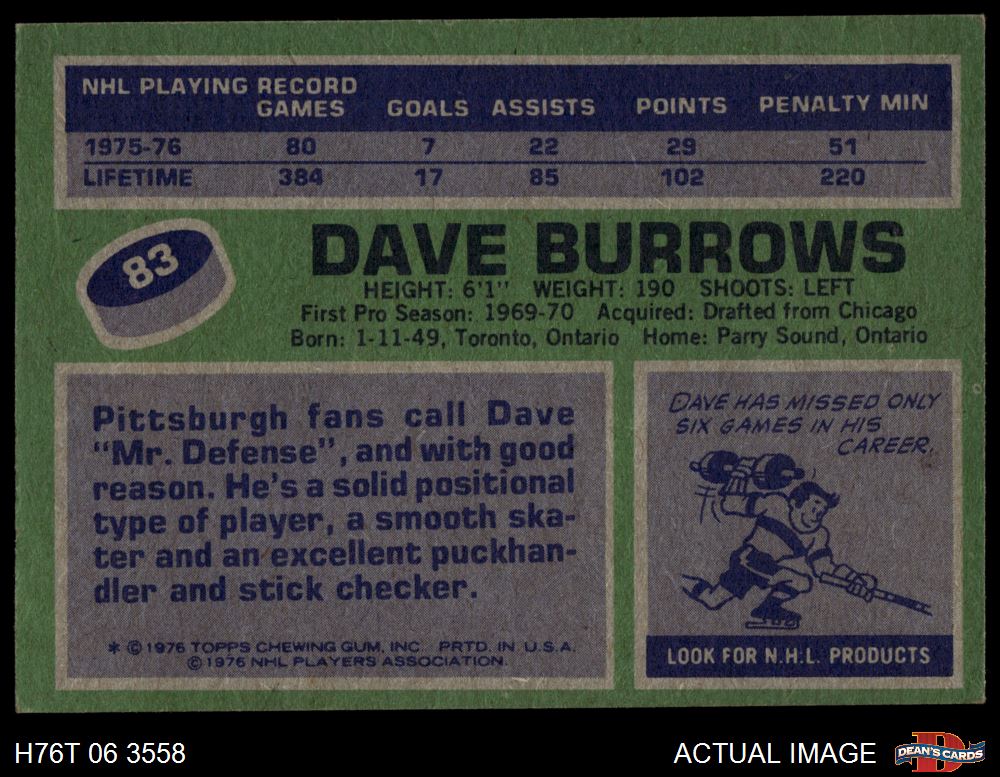 NHL PLAYING RECORD
GAMES GOALS ASSISTS POINTS PENALTY MIN
1975-76 80 7 22 29 51
LIFETIME 384 17 85 102 220
83
DAVE BURROWS
HEIGHT: 6'1" WEIGHT: 190 SHOOTS: LEFT
First Pro Season: 1969-70 Acquired: Drafted from Chicago
Born: 1-11-49, Toronto, Ontario Home: Parry Sound, Ontario
Pittsburgh fans call Dave
"Mr. Defense", and with good
reason. He's a solid positional
type of player, a smooth ska-
ter and an excellent puckhan-
dler and stick checker.
* © 1976 TOPPS CHEWING GUM, INC. PRTD. IN U.S.A.
© 1976 NHL PLAYERS ASSOCIATION.
DAVE HAS MISSED ONLY
SIX GAMES IN HIS
CAREER.
LOOK FOR N.H.L. PRODUCTS
H76T 06 3558
ACTUAL IMAGE
D
DEAN'S CARDS